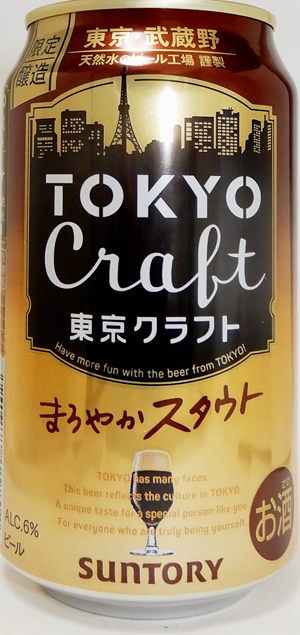 限定
醸造
東京・武蔵野
天然水のビール工場 謹製
TOKYO
Craft
東京クラフト
Have more fun with the beer from TOKYO!
まろやかスタウト
TOKYO has many faces.
This beer reflects the culture in TOKYO.
A unique taste for a special person like you.
For everyone who are truly being yourself.
ALC.6%
ビール
お酒
SUNTORY